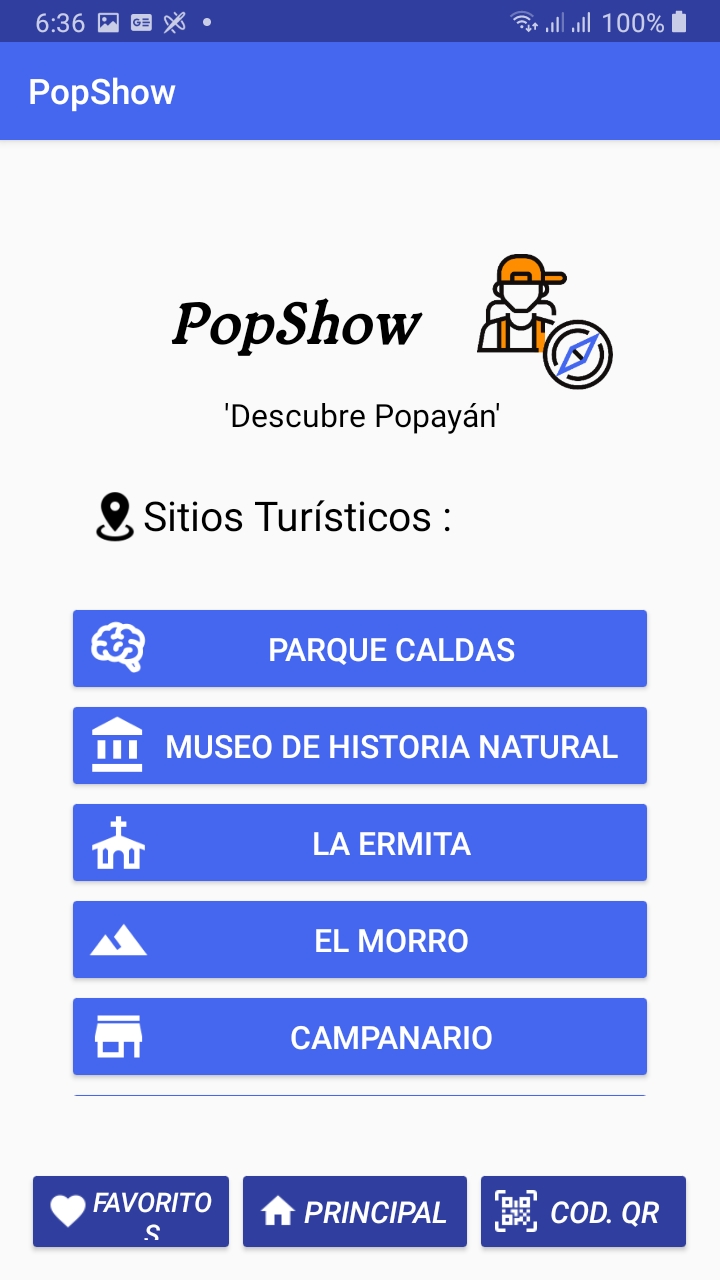 6:36 100%
PopShow
PopShow
'Descubre Popayán'
Sitios Turísticos :
PARQUE CALDAS
MUSEO DE HISTORIA NATURAL
LA ERMITA
EL MORRO
CAMPANARIO
FAVORITO
S
PRINCIPAL
COD. QR